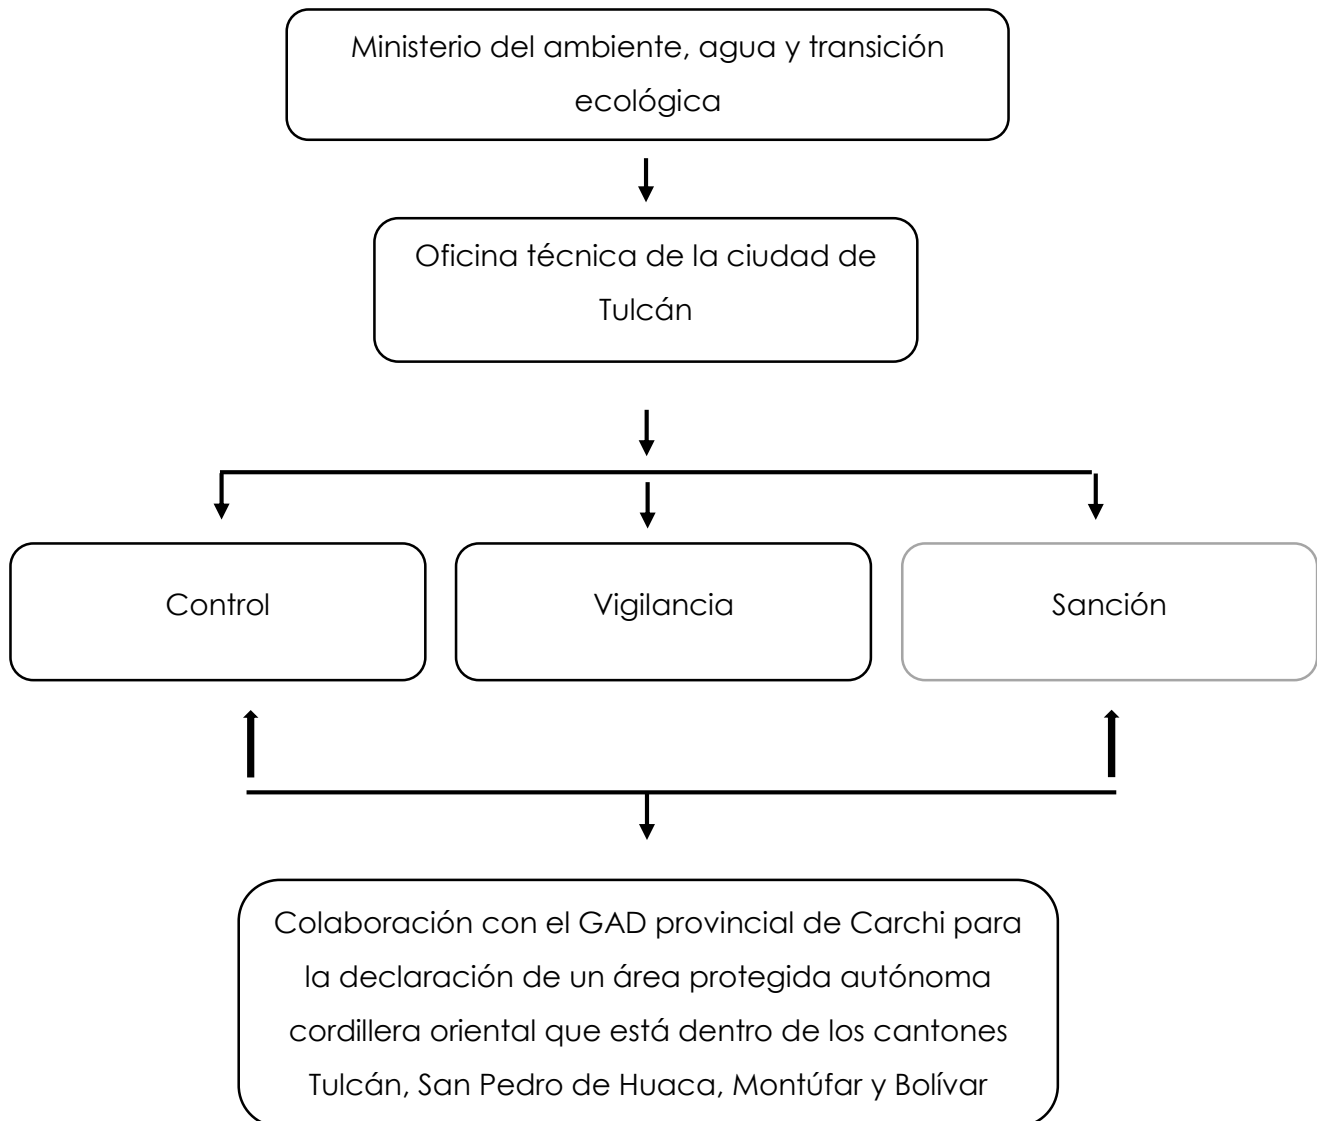 Ministerio del ambiente, agua y transición
ecológica
Oficina técnica de la ciudad de
Tulcán
Control
Vigilancia
Sanción
Colaboración con el GAD provincial de Carchi para
la declaración de un área protegida autónoma
cordillera oriental que está dentro de los cantones
Tulcán, San Pedro de Huaca, Montúfar y Bolívar